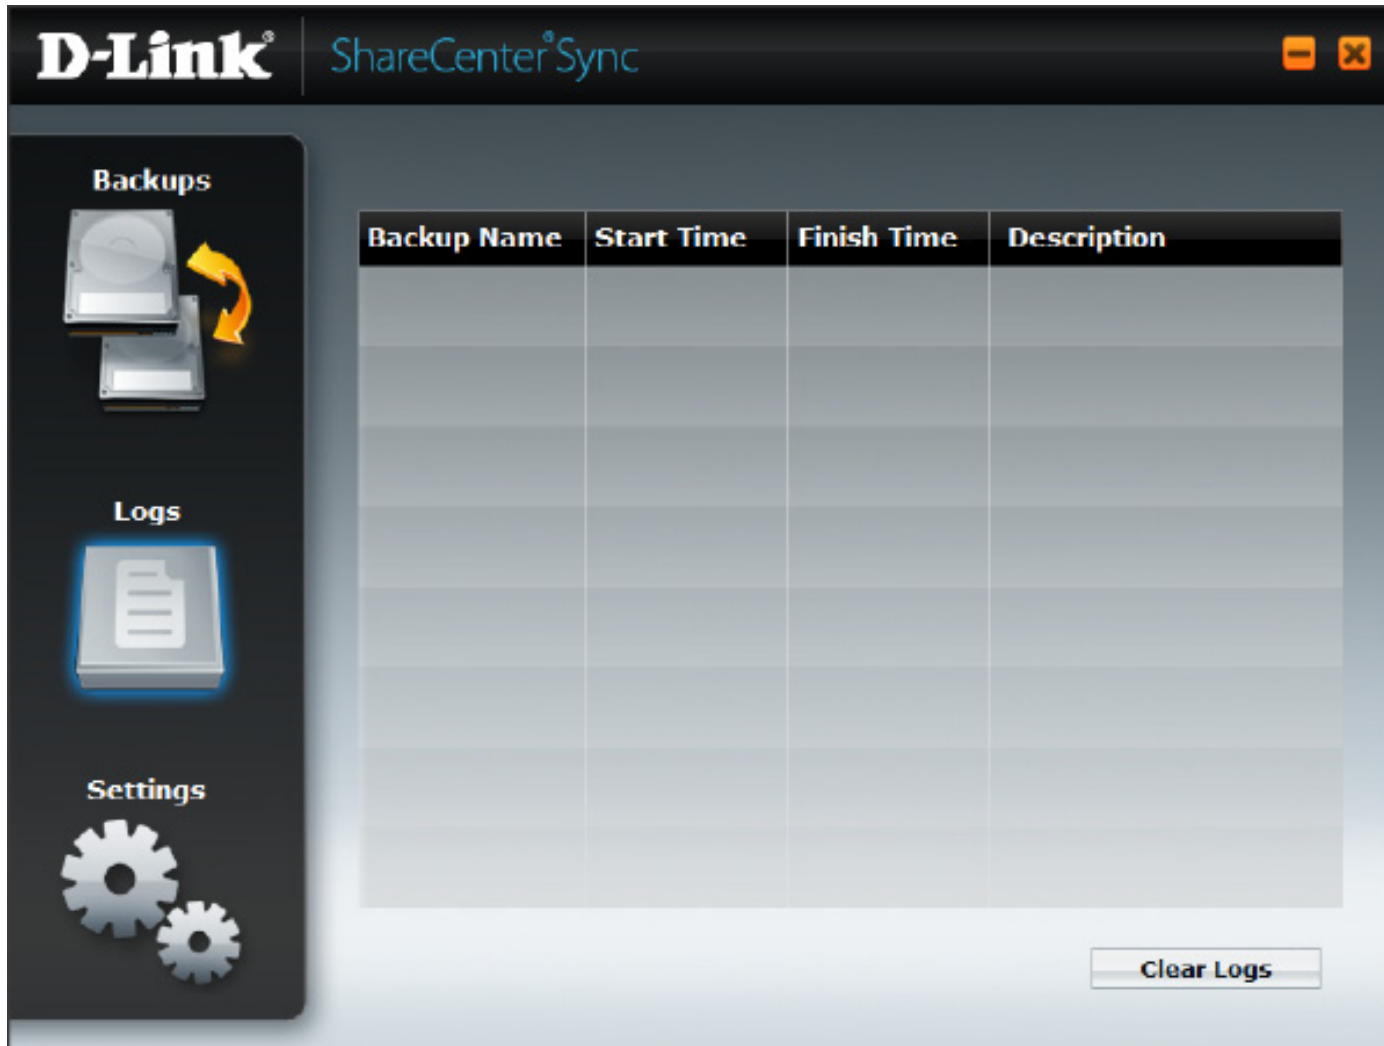 D-Link® ShareCenter® Sync
Backups
Backup Name Start Time Finish Time Description
Logs
Settings
Clear Logs